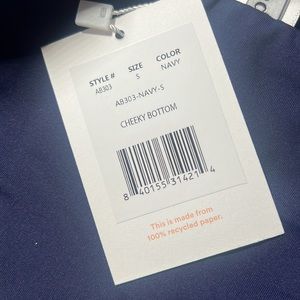 STYLE # SIZE COLOR
AB303 S NAVY
AB303-NAVY-S
CHEEKY BOTTOM
8 40155 31421 4
This is made from
100% recycled paper.